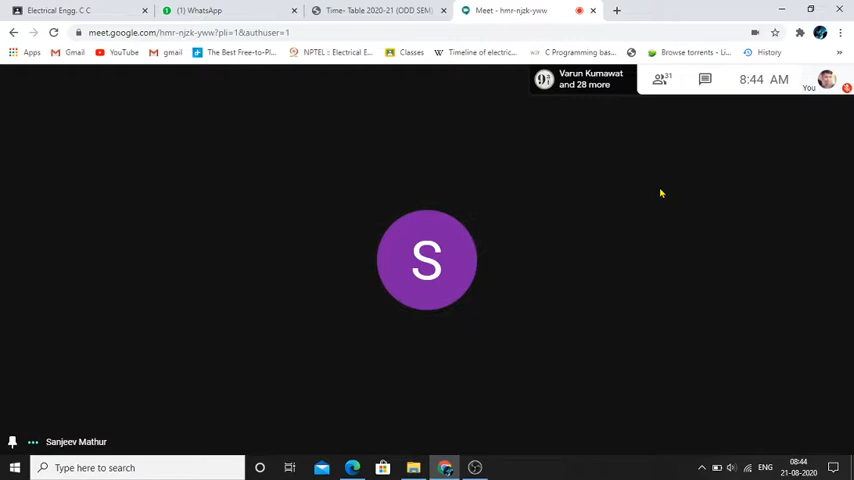 Electrical Engg. C C
(1) WhatsApp
Time- Table 2020-21 (ODD SEM)
Meet - hmr-njzk-yww
meet.google.com/hmr-njzk-yww?pli=1&authuser=1
Apps
Gmail
YouTube
gmail
The Best Free-to-Pl...
NPTEL :: Electrical E...
Classes
Timeline of electric...
C Programming bas...
Browse torrents - Li...
History
Varun Kumawat
and 28 more
31
8:44 AM
You
S
Sanjeev Mathur
Type here to search
ENG
08:44
21-08-2020